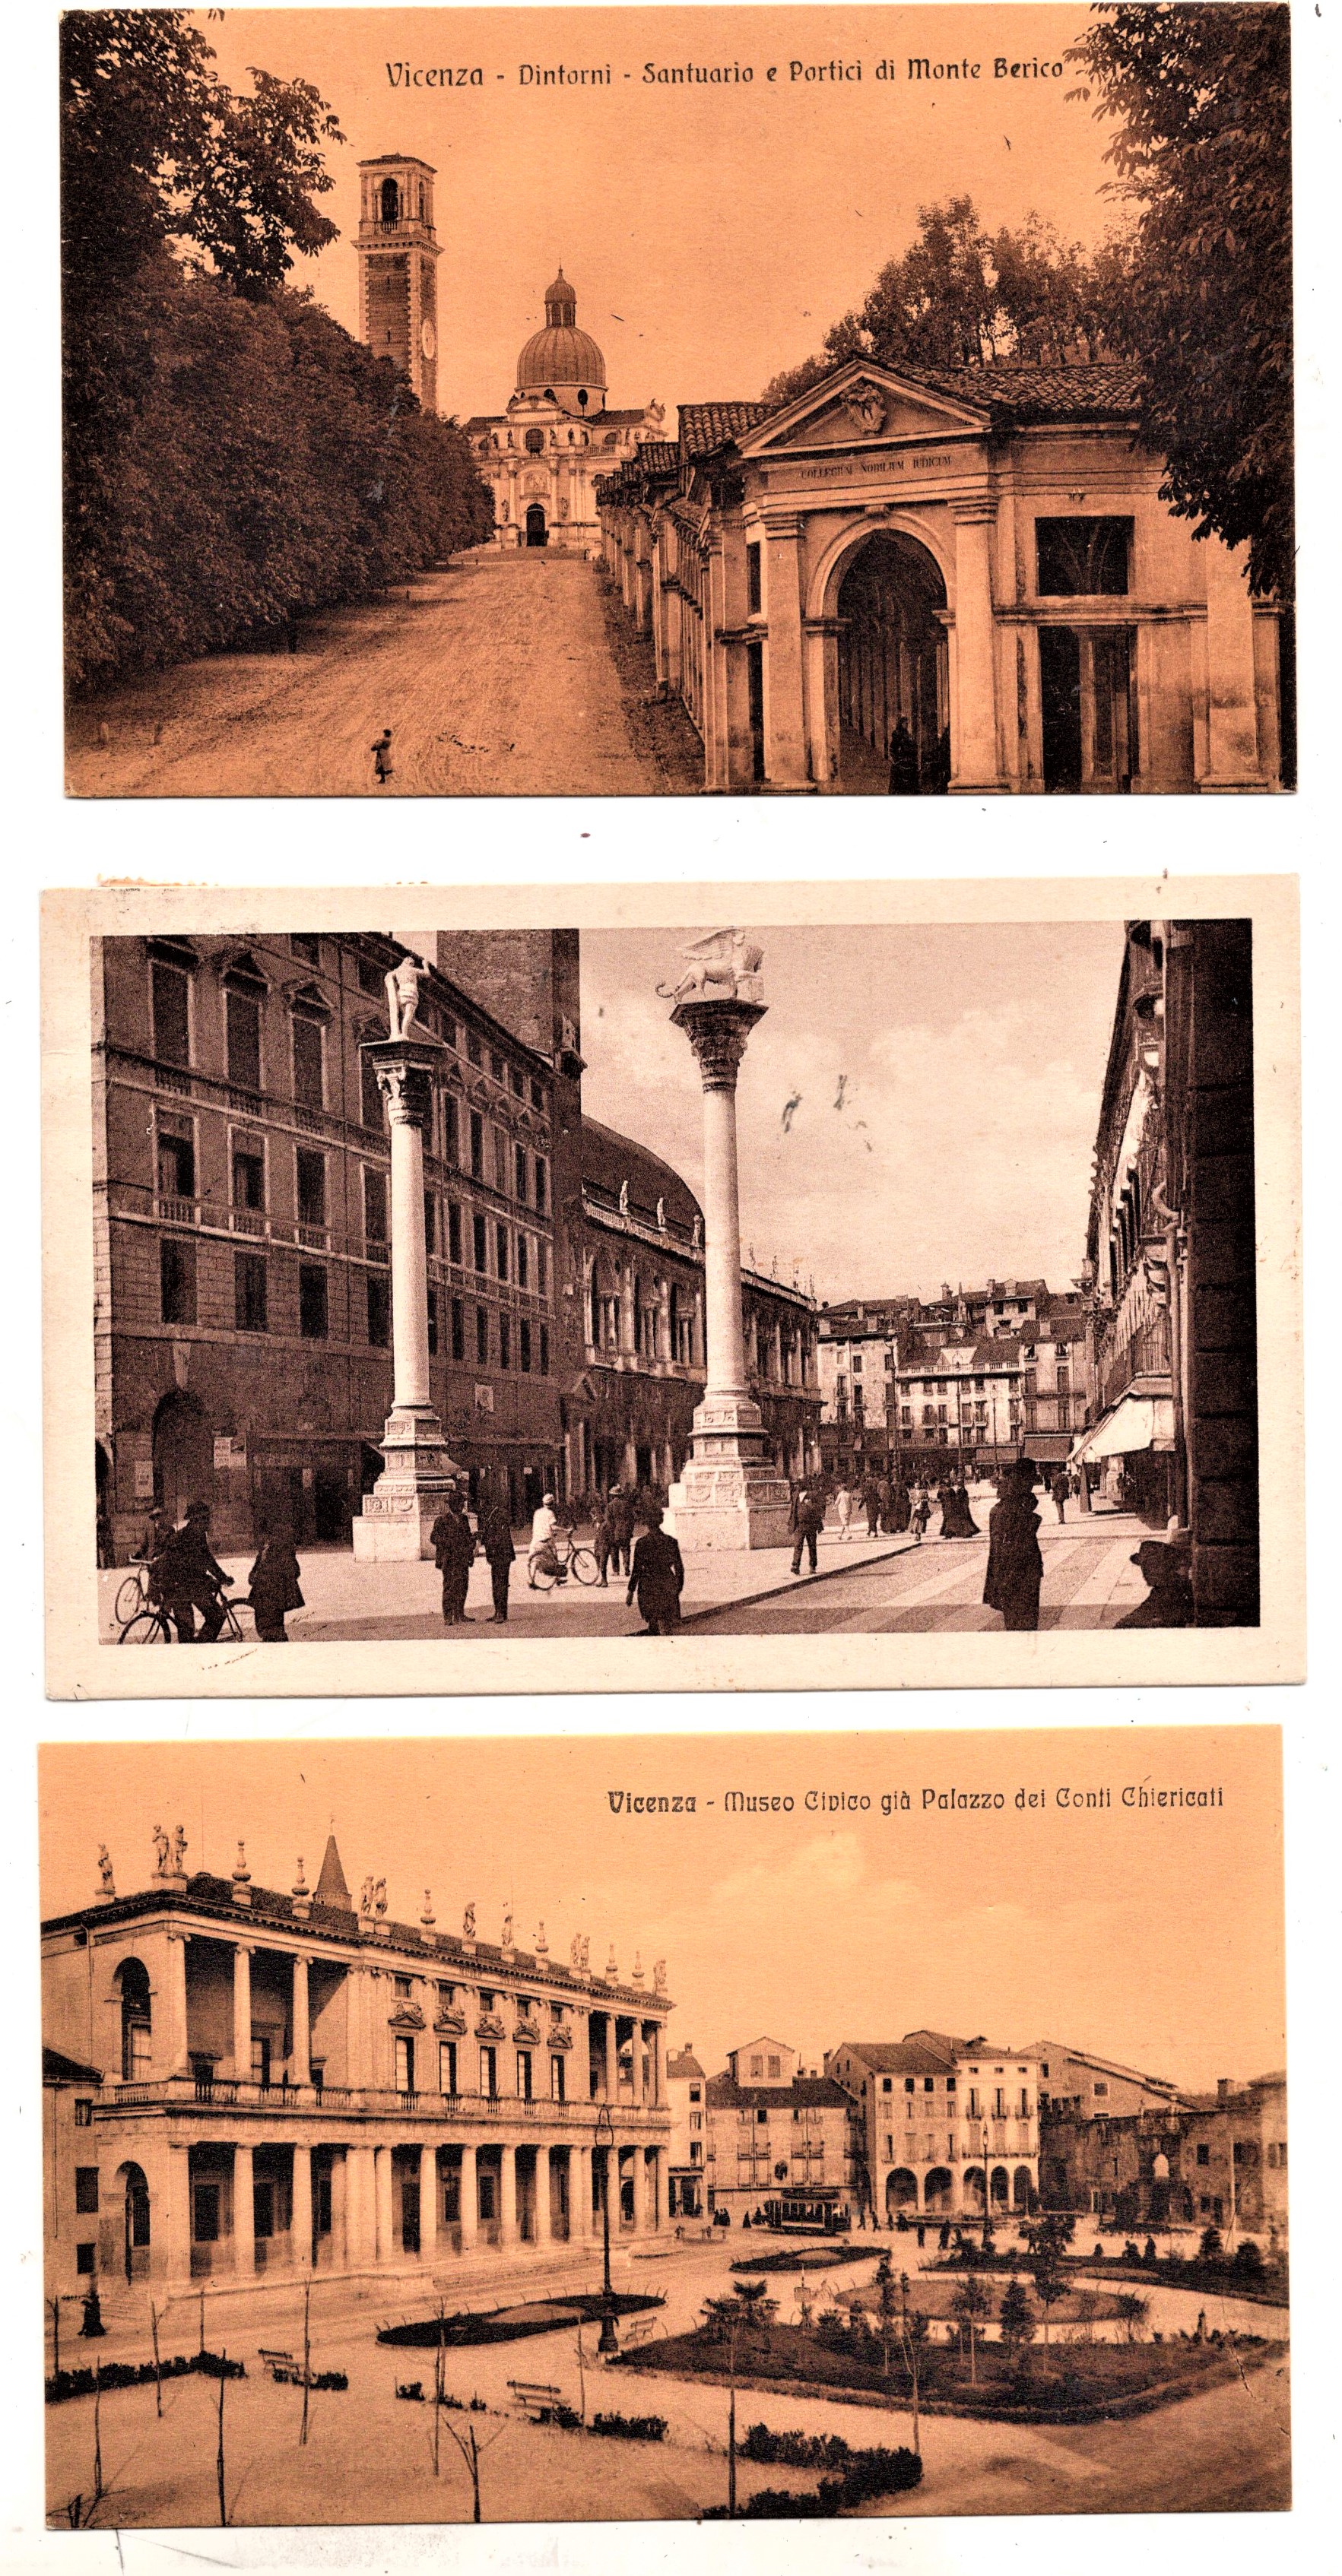 Vicenza - Dintorni - Santuario e Portici di Monte Berico
COLLEGIUM NOBILIUM IUDICUM
Vicenza - Museo Civico già Palazzo dei Conti Chiericati